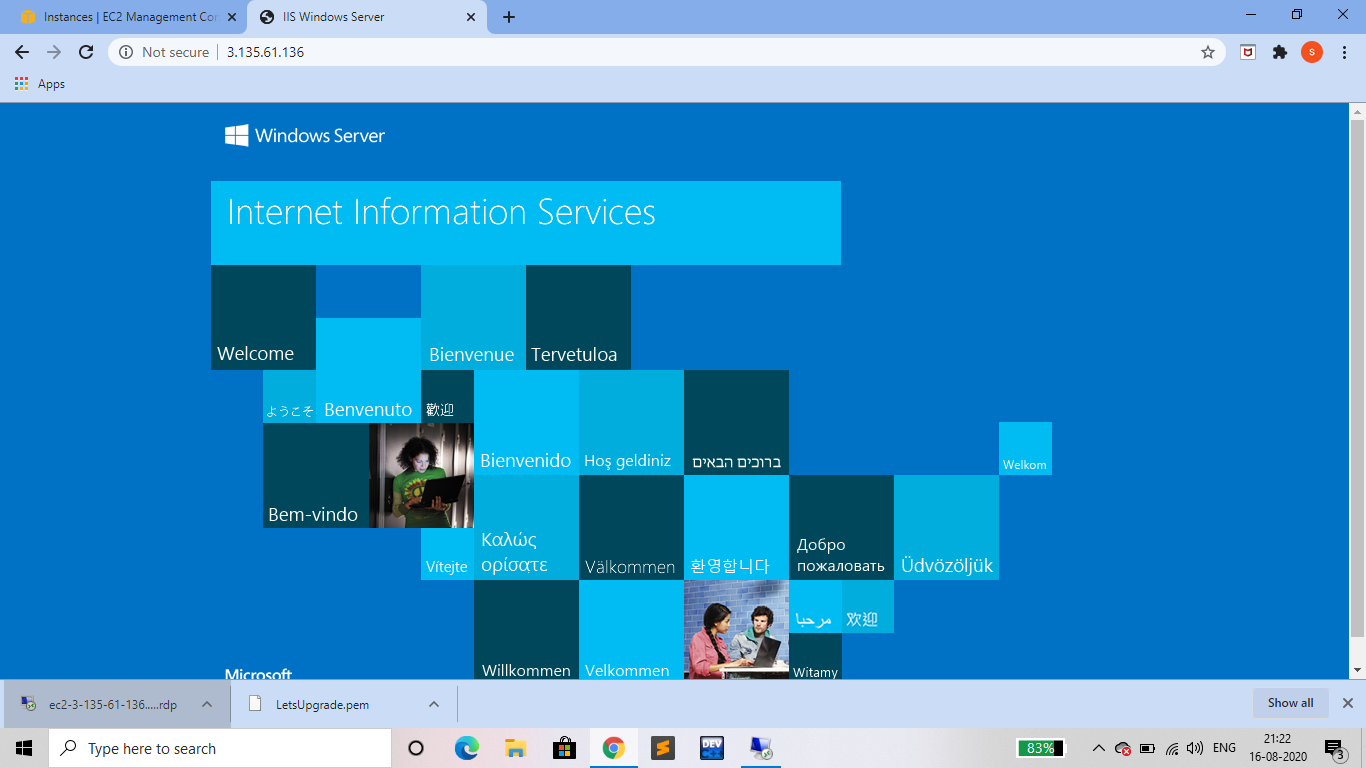 Instances | EC2 Management Con
IIS Windows Server
Not secure
3.135.61.136
S
Apps
Windows Server
Internet Information Services
Welcome
Bienvenue
Tervetuloa
ようこそ
Benvenuto
歡迎
Bienvenido
Hoş geldiniz
ברוכים הבאים
Welkom
Bem-vindo
Vítejte
Καλώς
ορίσατε
Välkommen
환영합니다
Добро
пожаловать
Üdvözöljük
مرحبا
欢迎
Willkommen
Velkommen
Witamy
Microsoft
ec2-3-135-61-136.....rdp
LetsUpgrade.pem
Show all
Type here to search
DEV
83%
ENG
21:22
16-08-2020
3